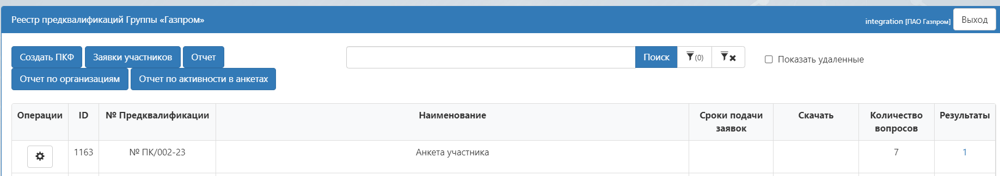 Реестр предквалификаций Группы «Газпром»
integration [ПАО Газпром] Выход
Создать ПКФ Заявки участников Отчет
Поиск (0) Показать удаленные
Отчет по организациям Отчет по активности в анкетах
Операции ID № Предквалификации Наименование Сроки подачи заявок Скачать Количество вопросов Результаты
1163 № ПК/002-23 Анкета участника 7 1